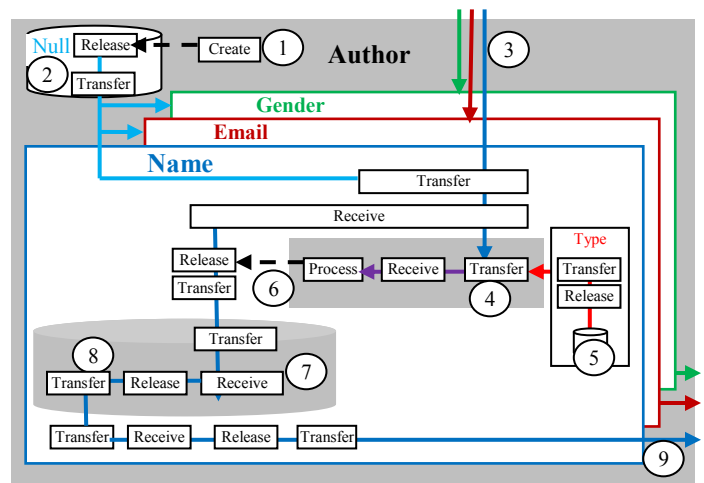 Null
Release
Create
1
Author
3
2
Transfer
Gender
Email
Name
Transfer
Receive
Type
Release
Process
Receive
Transfer
Transfer
6
Transfer
4
Release
Transfer
5
8
7
Transfer
Release
Receive
Transfer
Receive
Release
Transfer
9